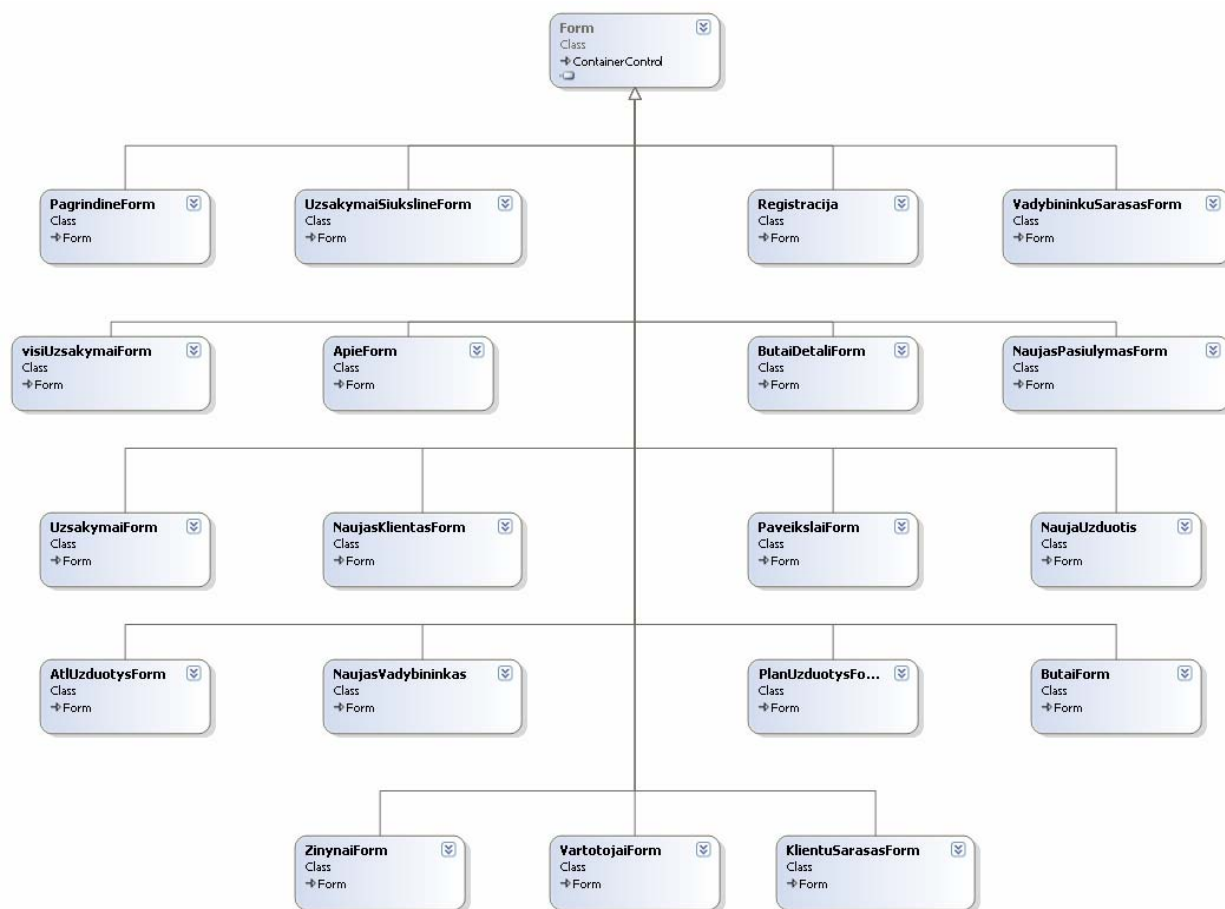 Form
Class
ContainerControl
PagrindineForm
Class
Form
UzsakymaiSiukslineForm
Class
Form
Registracija
Class
Form
VadybininkuSarasasForm
Class
Form
visiUzsakymaiForm
Class
Form
ApieForm
Class
Form
ButaiDetaliForm
Class
Form
NaujasPasiulymasForm
Class
Form
UzsakymaiForm
Class
Form
NaujasKlientasForm
Class
Form
PaveikslaiForm
Class
Form
NaujaUzduotis
Class
Form
AtlUzduotysForm
Class
Form
NaujasVadybininkas
Class
Form
PlanUzduotysFo...
Class
Form
ButaiForm
Class
Form
ZinynaiForm
Class
Form
VartotojaiForm
Class
Form
KlientuSarasasForm
Class
Form